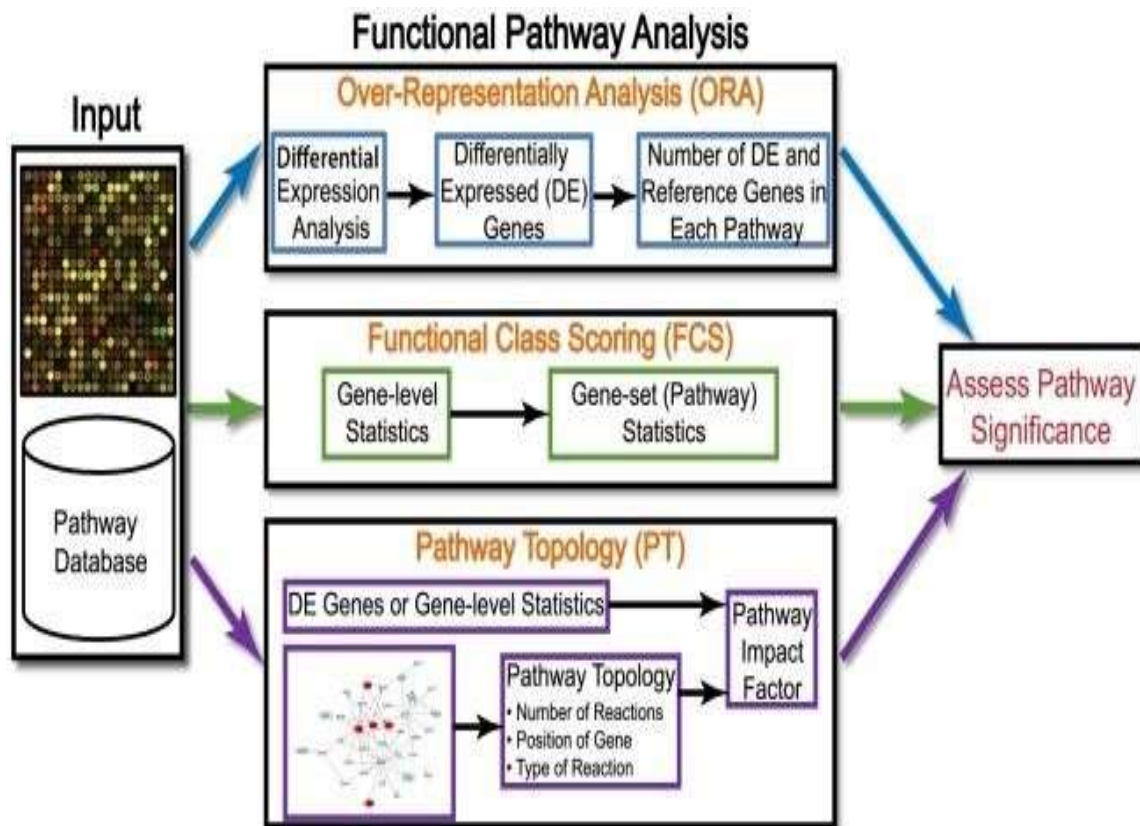 Functional Pathway Analysis
Input
Pathway
Database
Over-Representation Analysis (ORA)
Differential
Expression
Analysis
Differentially
Expressed (DE)
Genes
Number of DE and
Reference Genes in
Each Pathway
Functional Class Scoring (FCS)
Gene-level
Statistics
Gene-set (Pathway)
Statistics
Pathway Topology (PT)
DE Genes or Gene-level Statistics
Pathway Topology
• Number of Reactions
• Position of Gene
• Type of Reaction
Pathway
Impact
Factor
Assess Pathway
Significance